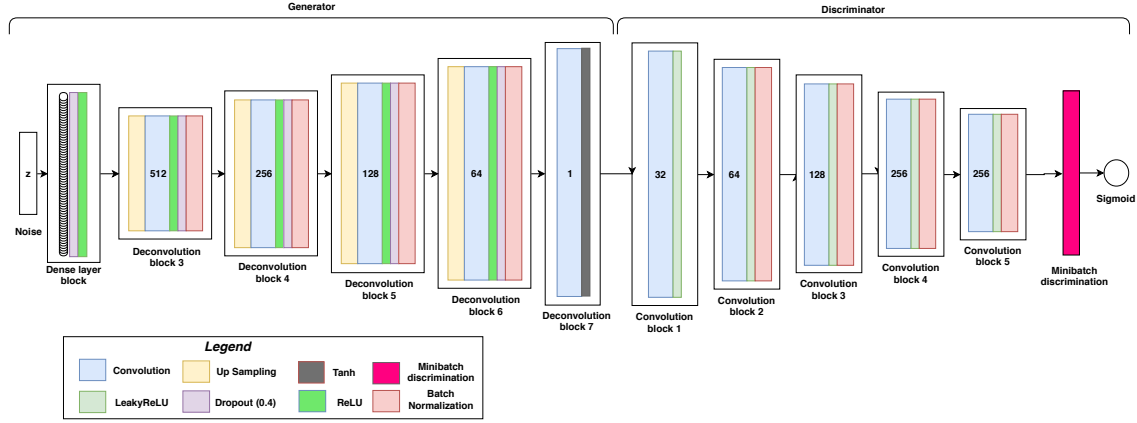 Generator
Discriminator
z
Noise
Dense layer
block
512
Deconvolution
block 3
256
Deconvolution
block 4
128
Deconvolution
block 5
64
Deconvolution
block 6
1
Deconvolution
block 7
32
Convolution
block 1
64
Convolution
block 2
128
Convolution
block 3
256
Convolution
block 4
256
Convolution
block 5
Minibatch
discrimination
Sigmoid
Legend
Convolution
Up Sampling
Tanh
Minibatch
discrimination
LeakyReLU
Dropout (0.4)
ReLU
Batch
Normalization